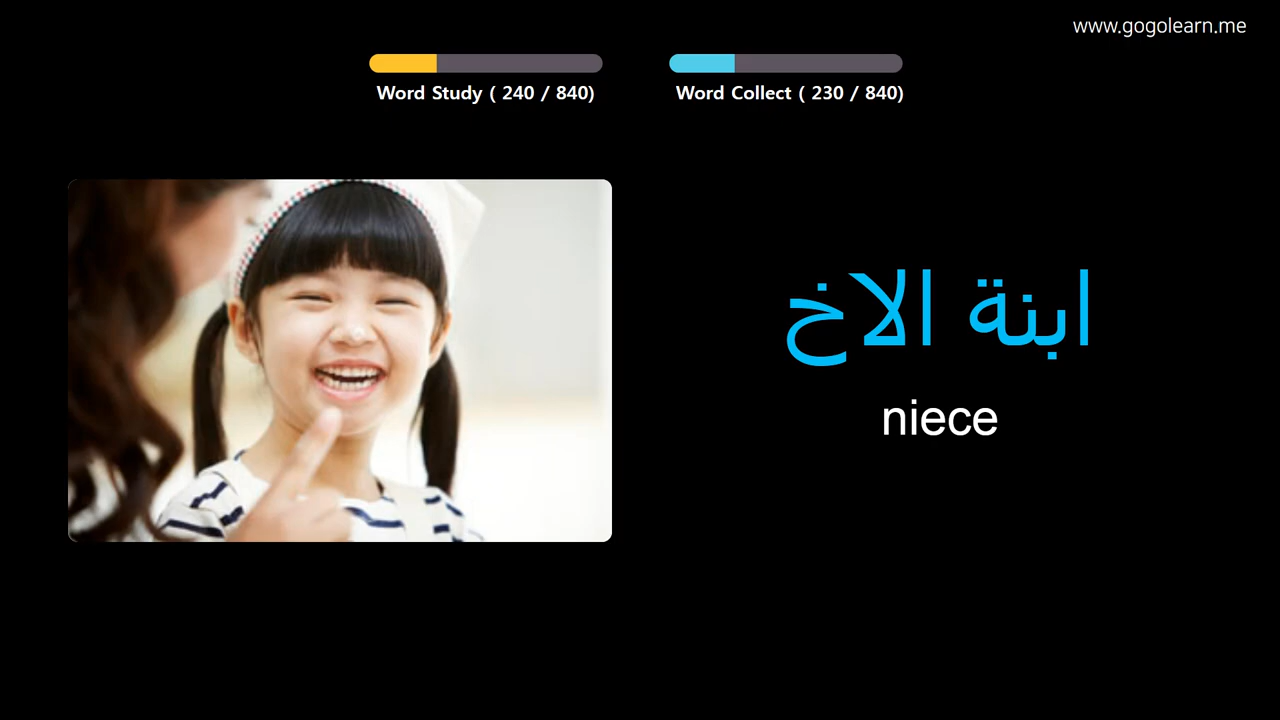 www.gogolearn.me
Word Study ( 240 / 840)
Word Collect ( 230 / 840)
ابنة الاخ
niece